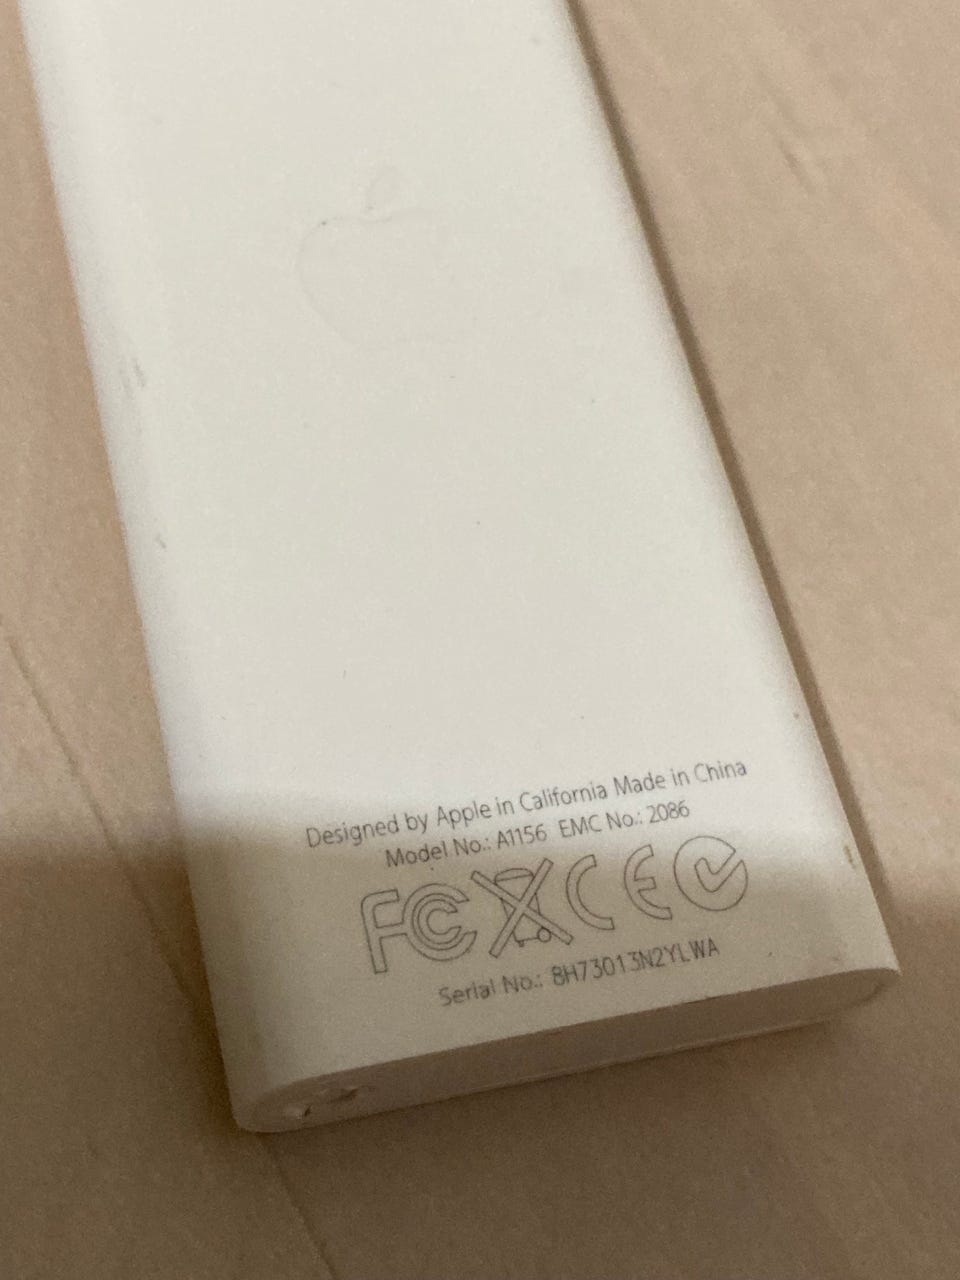 Designed by Apple in California Made in China
Model No.: A1156 EMC No.: 2086
FC CE
Serial No.: 8H73013N2YLWA